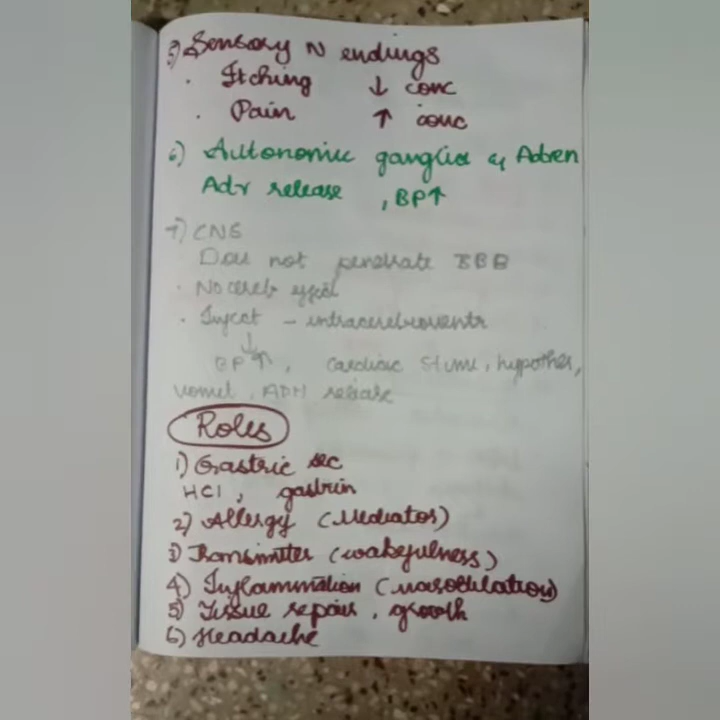 5) Sensory N endings
. Itching ↓ conc
. Pain ↑ conc
6) Autonomic ganglia & Adren
Adr release , BP↑
7) CNS
Does not penetrate BBB
. No cereb effect
. Inject - intracerebroventr
↓
BP↑, Cardiac Stimu, hypother,
vomit, ADH release
Roles
1) Gastric sec
HCl, gastrin
2) Allergy (Mediator)
3) Transmitter (wakefulness)
4) Inflammation (vasodilation)
5) Tissue repair, growth
6) Headache